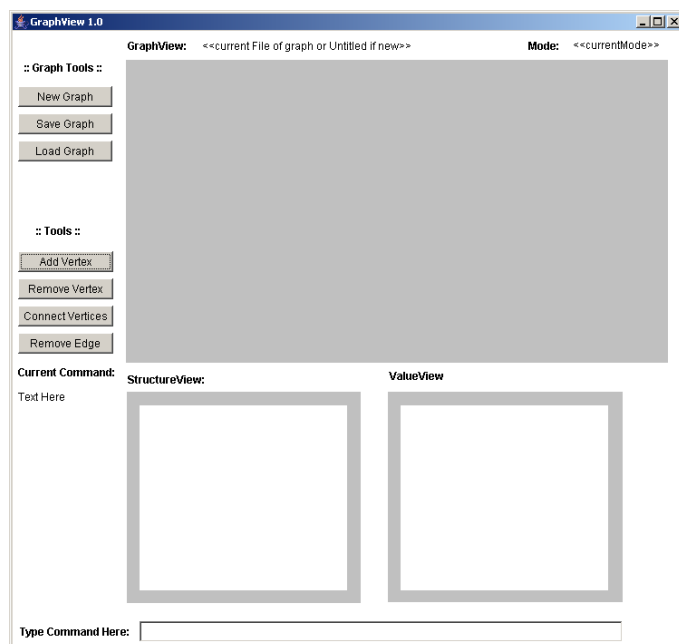 GraphView 1.0
GraphView: <<current File of graph or Untitled if new>> Mode: <<currentMode>>
:: Graph Tools ::
New Graph
Save Graph
Load Graph
:: Tools ::
Add Vertex
Remove Vertex
Connect Vertices
Remove Edge
Current Command:
Text Here
StructureView:
ValueView
Type Command Here: